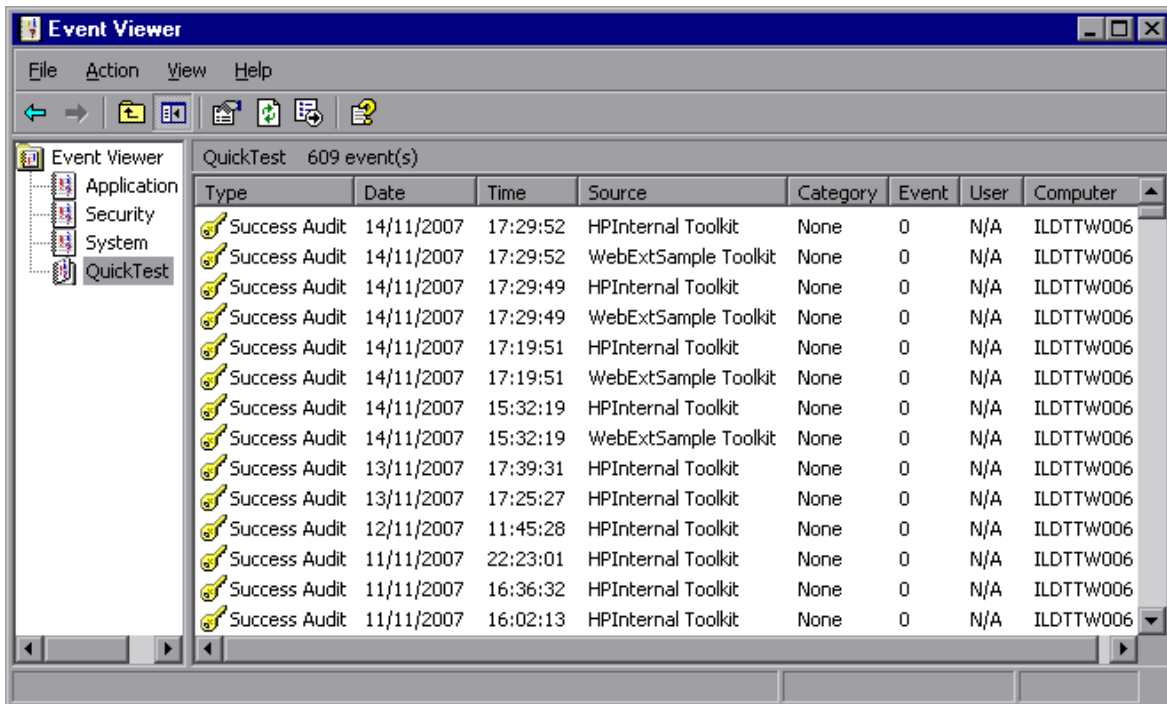 Event Viewer
File Action View Help
Event Viewer
Application
Security
System
QuickTest
QuickTest 609 event(s)
Type Date Time Source Category Event User Computer
Success Audit 14/11/2007 17:29:52 HPInternal Toolkit None 0 N/A ILDTTW006
Success Audit 14/11/2007 17:29:52 WebExtSample Toolkit None 0 N/A ILDTTW006
Success Audit 14/11/2007 17:29:49 HPInternal Toolkit None 0 N/A ILDTTW006
Success Audit 14/11/2007 17:29:49 WebExtSample Toolkit None 0 N/A ILDTTW006
Success Audit 14/11/2007 17:19:51 HPInternal Toolkit None 0 N/A ILDTTW006
Success Audit 14/11/2007 17:19:51 WebExtSample Toolkit None 0 N/A ILDTTW006
Success Audit 14/11/2007 15:32:19 HPInternal Toolkit None 0 N/A ILDTTW006
Success Audit 14/11/2007 15:32:19 WebExtSample Toolkit None 0 N/A ILDTTW006
Success Audit 13/11/2007 17:39:31 HPInternal Toolkit None 0 N/A ILDTTW006
Success Audit 13/11/2007 17:25:27 HPInternal Toolkit None 0 N/A ILDTTW006
Success Audit 12/11/2007 11:45:28 HPInternal Toolkit None 0 N/A ILDTTW006
Success Audit 11/11/2007 22:23:01 HPInternal Toolkit None 0 N/A ILDTTW006
Success Audit 11/11/2007 16:36:32 HPInternal Toolkit None 0 N/A ILDTTW006
Success Audit 11/11/2007 16:02:13 HPInternal Toolkit None 0 N/A ILDTTW006